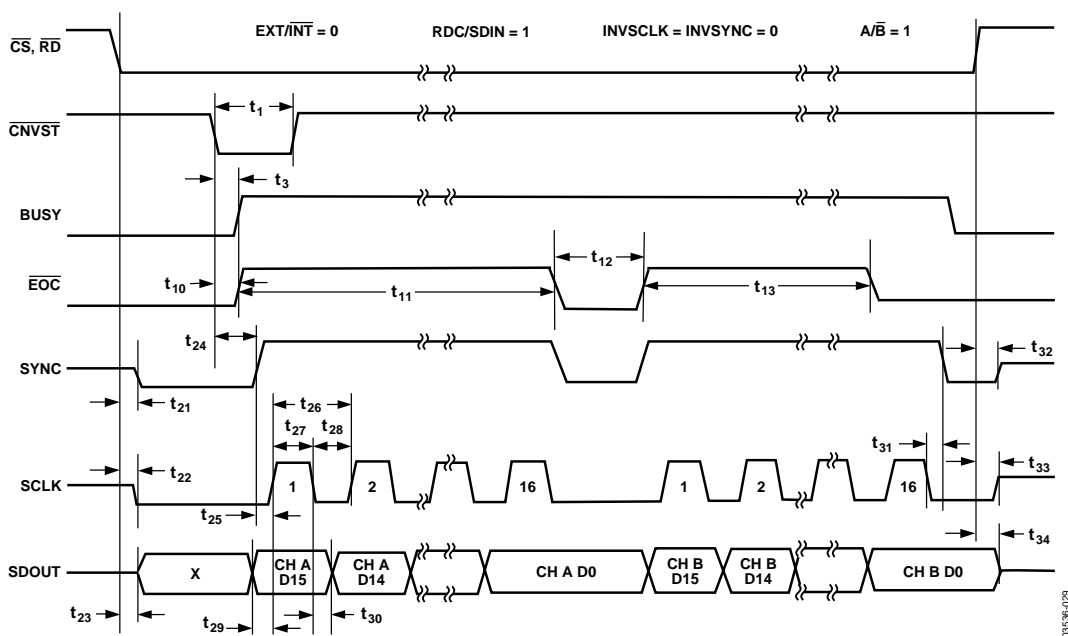 EXT/INT = 0 RDC/SDIN = 1 INVSCLK = INVSYNC = 0 A/B = 1
CS, RD
t1
CNVST
t3
BUSY
t12
EOC
t10
t11
t13
t24
SYNC
t32
t21
t26
t27 t28
t31
t22
t33
SCLK
1 2 16 1 2 16
t25
t34
SDOUT
X
CH A D15
CH A D14
CH A D0
CH B D15
CH B D14
CH B D0
t23
t29
t30
03536-029